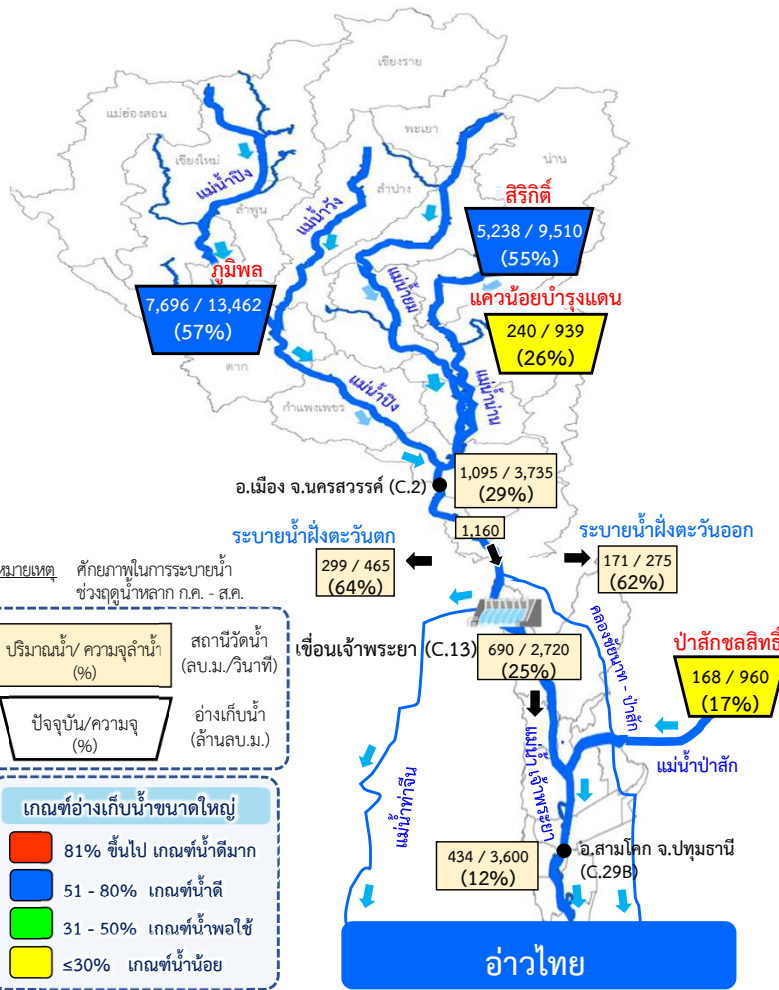 เชียงราย
แม่ฮ่องสอน
พะเยา
เชียงใหม่
น่าน
แม่น้ำปิง
ลำปาง
ลำพูน
แม่น้ำวัง
สิริกิติ์
5,238 / 9,510
(55%)
ภูมิพล
7,696 / 13,462
(57%)
แม่น้ำยม
แควน้อยบำรุงแดน
240 / 939
(26%)
ตาก
แม่น้ำปิง
แม่น้ำน่าน
กำแพงเพชร
อ.เมือง จ.นครสวรรค์ (C.2)
1,095 / 3,735
(29%)
1,160
ระบายน้ำฝั่งตะวันตก
299 / 465
(64%)
ระบายน้ำฝั่งตะวันออก
171 / 275
(62%)
หมายเหตุ ศักยภาพในการระบายน้ำ
ช่วงฤดูน้ำหลาก ก.ค. - ส.ค.
ปริมาณน้ำ/ ความจุลำน้ำ
(%)
สถานีวัดน้ำ
(ลบ.ม./วินาที)
ปัจจุบัน/ความจุ
(%)
อ่างเก็บน้ำ
(ล้านลบ.ม.)
เขื่อนเจ้าพระยา (C.13)
690 / 2,720
(25%)
คลองชัยนาท - ป่าสัก
ป่าสักชลสิทธิ์
168 / 960
(17%)
แม่น้ำป่าสัก
แม่น้ำเจ้าพระยา
แม่น้ำท่าจีน
เกณฑ์อ่างเก็บน้ำขนาดใหญ่
81% ขึ้นไป เกณฑ์น้ำดีมาก
51 - 80% เกณฑ์น้ำดี
31 - 50% เกณฑ์น้ำพอใช้
≤30% เกณฑ์น้ำน้อย
434 / 3,600
(12%)
อ.สามโคก จ.ปทุมธานี
(C.29B)
อ่าวไทย